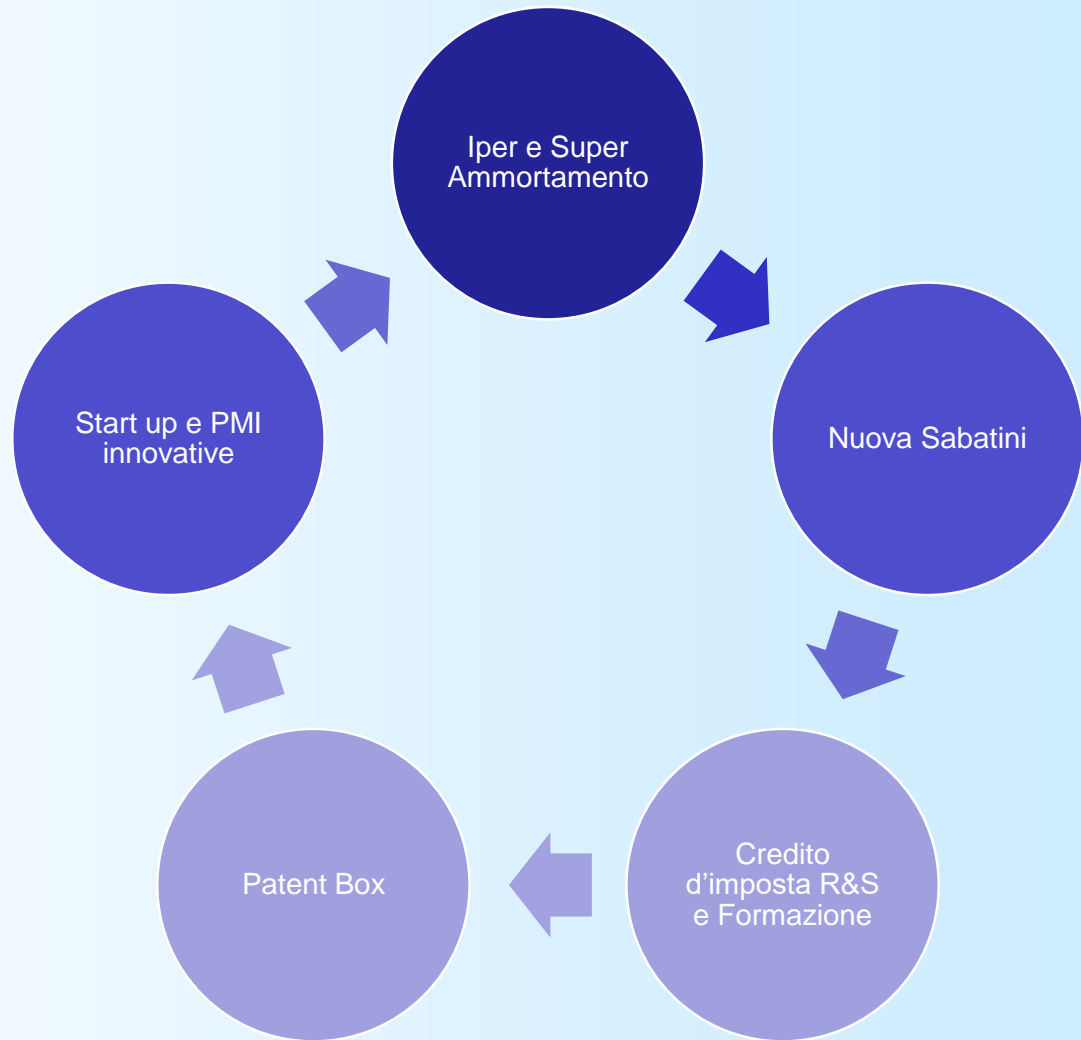 Iper e Super
Ammortamento
Nuova Sabatini
Credito
d’imposta R&S
e Formazione
Patent Box
Start up e PMI
innovative